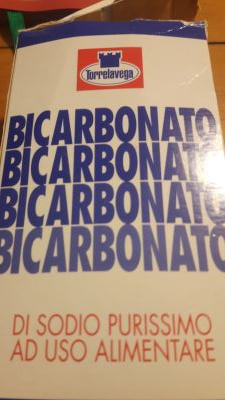 Torrelavega
BICARBONATO
BICARBONATO
BICARBONATO
BICARBONATO
DI SODIO PURISSIMO
AD USO ALIMENTARE